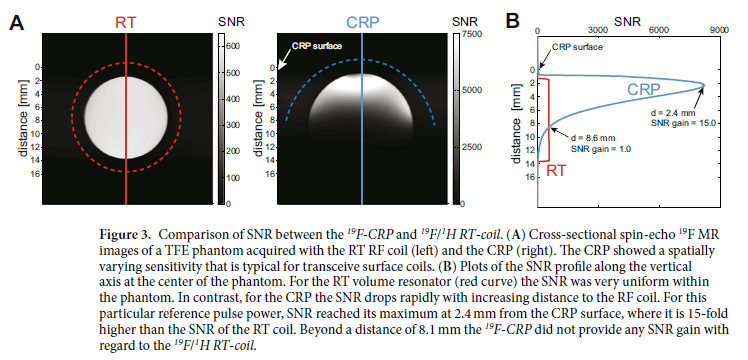 A
RT
SNR
CRP
SNR
B
SNR
CRP surface
distance [mm]
0
2
4
6
8
10
12
14
16
600
500
400
300
200
100
0
CRP surface
distance [mm]
0
2
4
6
8
10
12
14
16
7500
5000
2500
0
0 3000 6000 9000
CRP surface
CRP
distance [mm]
0
2
4
6
8
10
12
14
16
d = 2.4 mm
SNR gain = 15.0
d = 8.6 mm
SNR gain = 1.0
RT
Figure 3. Comparison of SNR between the 19F-CRP and 19F/1H RT-coil. (A) Cross-sectional spin-echo 19F MR
images of a TFE phantom acquired with the RT RF coil (left) and the CRP (right). The CRP showed a spatially
varying sensitivity that is typical for transceive surface coils. (B) Plots of the SNR profile along the vertical
axis at the center of the phantom. For the RT volume resonator (red curve) the SNR was very uniform within
the phantom. In contrast, for the CRP the SNR drops rapidly with increasing distance to the RF coil. For this
particular reference pulse power, SNR reached its maximum at 2.4 mm from the CRP surface, where it is 15-fold
higher than the SNR of the RT coil. Beyond a distance of 8.1 mm the 19F-CRP did not provide any SNR gain with
regard to the 19F/1H RT-coil.